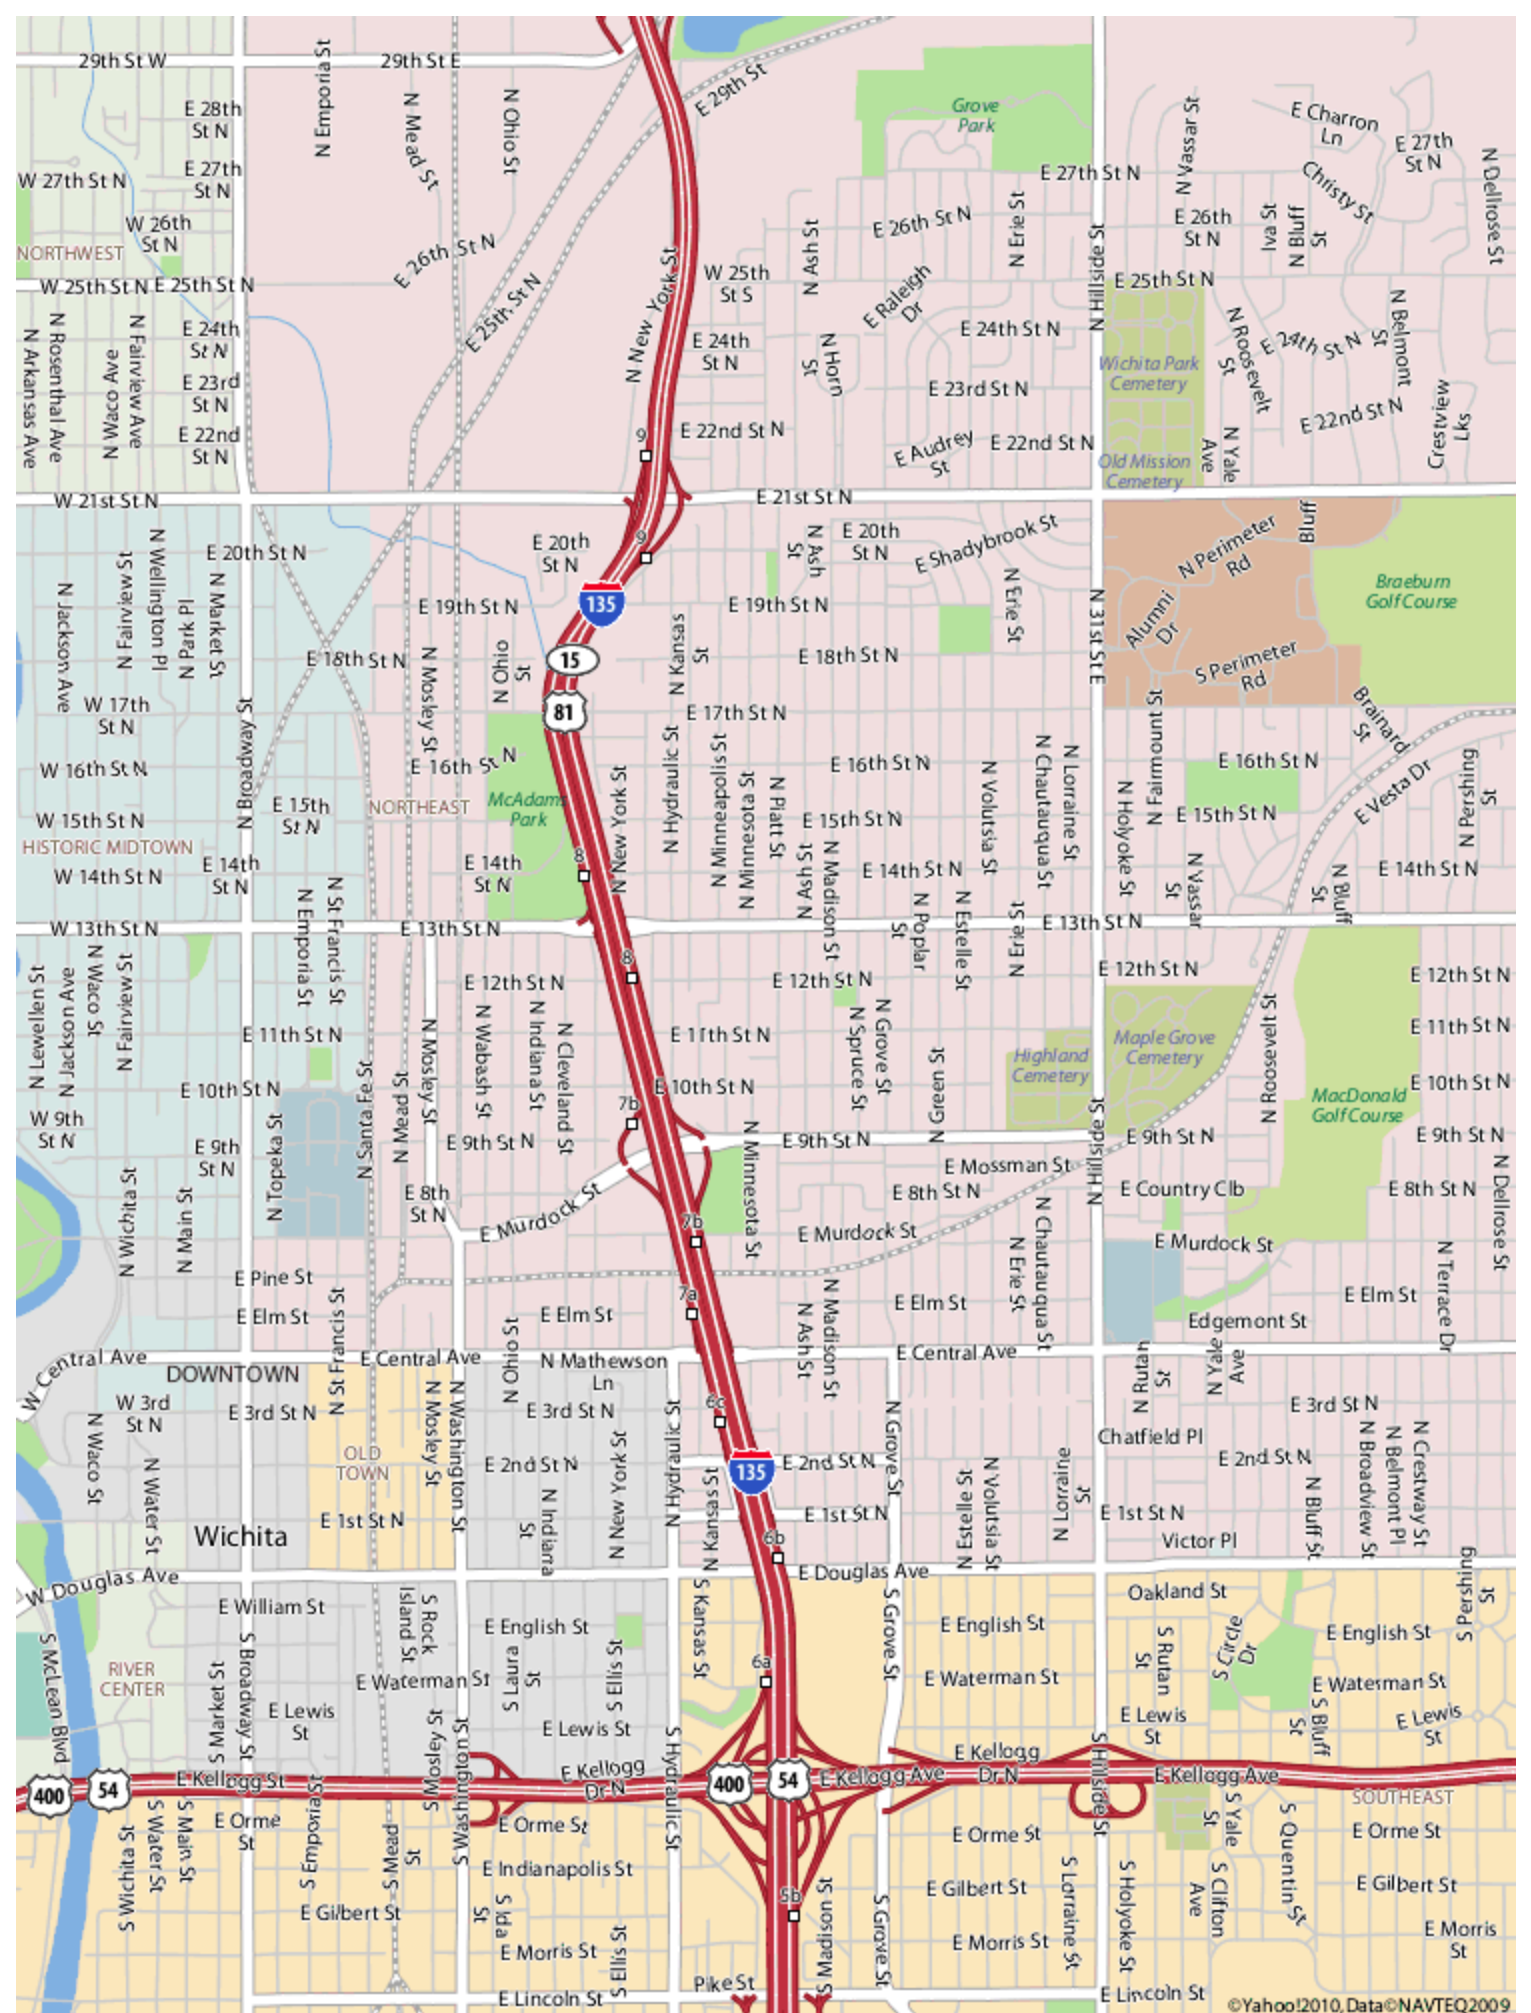 29th St W
29th St E
N Emporia St
N Mead St
N Ohio St
E 29th St
Grove
Park
E 28th
St N
E 27th
St N
W 27th St N
W 26th
St N
NORTHWEST
E 26th St N
E 27th St N
N Vassar St
E Charron
Ln
E 27th
St N
Christy St
N Dellrose St
E 26th St N
N Erie St
N Ash St
E 26th
St N
Iva St
N Bluff
St
N Hillside St
W 25th St N
E 25th St N
E 25th St N
N New York St
W 25th
St S
E Raleigh
Dr
E 25th St N
N Arkansas Ave
N Rosenthal Ave
N Waco Ave
N Fairview Ave
E 24th
St N
E 23rd
St N
E 22nd
St N
E 24th
St N
N Horn
St
E 24th St N
E 23rd St N
Wichita Park
Cemetery
N Roosevelt
St
E 24th St N
N Belmont
St
E 22nd St N
Crestview
Lks
9
E 22nd St N
E Audrey
St
E 22nd St N
Old Mission
Cemetery
N Yale
Ave
W 21st St N
E 21st St N
E 20th St N
E 20th
St N
9
N Ash
St
E 20th
St N
E Shadybrook St
N Perimeter
Rd
Bluff
Braeburn
Golf Course
N Jackson Ave
N Fairview St
N Wellington Pl
N Park Pl
N Market St
E 19th St N
135
E 19th St N
N Erie St
N 31st St E
Alumni
Dr
S Perimeter
Rd
E 18th St N
N Mosley St
N Ohio
St
15
81
N Kansas
St
E 18th St N
W 17th
St N
N Broadway St
E 17th St N
N Fairmount St
Brainard
St
W 16th St N
E 16th St N
N
E 16th St N
E 16th St N
E Vesta Dr
N Pershing
St
E 15th
St N
NORTHEAST
McAdams
Park
N New York St
N Hydraulic St
N Minneapolis St
N Minnesota St
N Piatt St
E 15th St N
N Volutsia St
N Chautauqua St
N Lorraine St
N Holyoke St
E 15th St N
W 15th St N
HISTORIC MIDTOWN
W 14th St N
E 14th
St N
E 14th
St N
8
N Ash St
N Madison St
E 14th St N
N Vassar
St
N Bluff
St
E 14th St N
N Emporia St
N St Francis St
N Poplar
St
N Estelle St
N Erie St
W 13th St N
E 13th St N
E 13th St N
N Lewellen St
N Jackson Ave
N Waco St
N Fairview St
8
E 12th St N
E 12th St N
E 12th St N
E 12th St N
E 11th St N
N Mosley St
N Wabash St
N Indiana St
N Cleveland St
E 11th St N
N Spruce St
N Grove St
N Green St
Highland
Cemetery
Maple Grove
Cemetery
N Roosevelt St
E 11th St N
E 10th St N
N Santa Fe St
N Mead St
E 10th St N
MacDonald
Golf Course
E 10th St N
W 9th
St N
E 9th
St N
N Topeka St
7b
E 9th St N
N Minnesota St
E 9th St N
N Hillside St
E 9th St N
E 9th St N
N Wichita St
N Main St
E 8th
St N
E Murdock St
E Mossman St
E 8th St N
E Country Clb
E 8th St N
N Dellrose St
7b
E Murdock St
N Erie St
N Chautauqua St
E Murdock St
N Terrace Dr
E Pine St
7a
E Elm St
N St Francis St
E Elm St
N Ash St
N Madison St
E Elm St
E Elm St
Edgemont St
W Central Ave
E Central Ave
N Ohio St
N Mathewson
Ln
E Central Ave
N Rutan
St
N Yale
Ave
DOWNTOWN
W 3rd
St N
E 3rd St N
N Mosley St
N Washington St
E 3rd St N
N Hydraulic St
6c
N Grove St
E 3rd St N
Chatfield Pl
N Waco St
N Water St
OLD
TOWN
E 2nd St N
N New York St
N Kansas St
135
E 2nd St N
N Estelle St
N Volutsia St
N Lorraine
St
E 2nd St N
N Bluff St
N Broadview St
N Belmont Pl
N Crestway St
Wichita
E 1st St N
N Indiana
St
E 1st St N
E 1st St N
Victor Pl
6b
W Douglas Ave
E Douglas Ave
S Pershing
St
E William St
S Rock
Island St
E English St
S Kansas St
S Grove St
E English St
Oakland St
S Rutan
St
S Circle
Dr
E English St
S McLean Blvd
RIVER
CENTER
S Market St
S Broadway St
E Waterman St
S Laura
St
S Ellis St
6a
E Waterman St
E Waterman St
E Lewis
St
S Mosley St
S Washington St
E Lewis St
S Hydraulic St
S Hillside St
E Lewis
St
S Bluff
St
E Lewis
St
400
54
E Kellogg St
E Kellogg
Dr N
400
54
E Kellogg Ave
E Kellogg
Dr N
E Kellogg Ave
SOUTHEAST
S Wichita St
S Water St
S Main St
E Orme
St
S Emporia St
S Mead
St
E Orme St
E Orme St
S Yale
St
S Quentin St
E Orme St
E Indianapolis St
E Gilbert St
S Ida
St
S Ellis St
5b
S Madison St
S Grove St
E Gilbert St
S Lorraine St
S Holyoke St
S Clifton
Ave
E Gilbert St
E Morris St
E Morris St
E Morris
St
Pike St
E Lincoln St
E Lincoln St
©Yahoo!2010, Data©NAVTEQ2009